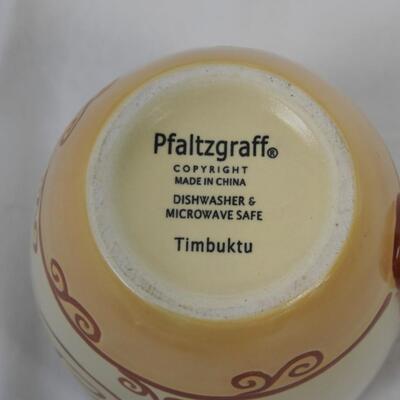 Pfaltzgraff®
COPYRIGHT
MADE IN CHINA
DISHWASHER &
MICROWAVE SAFE
Timbuktu